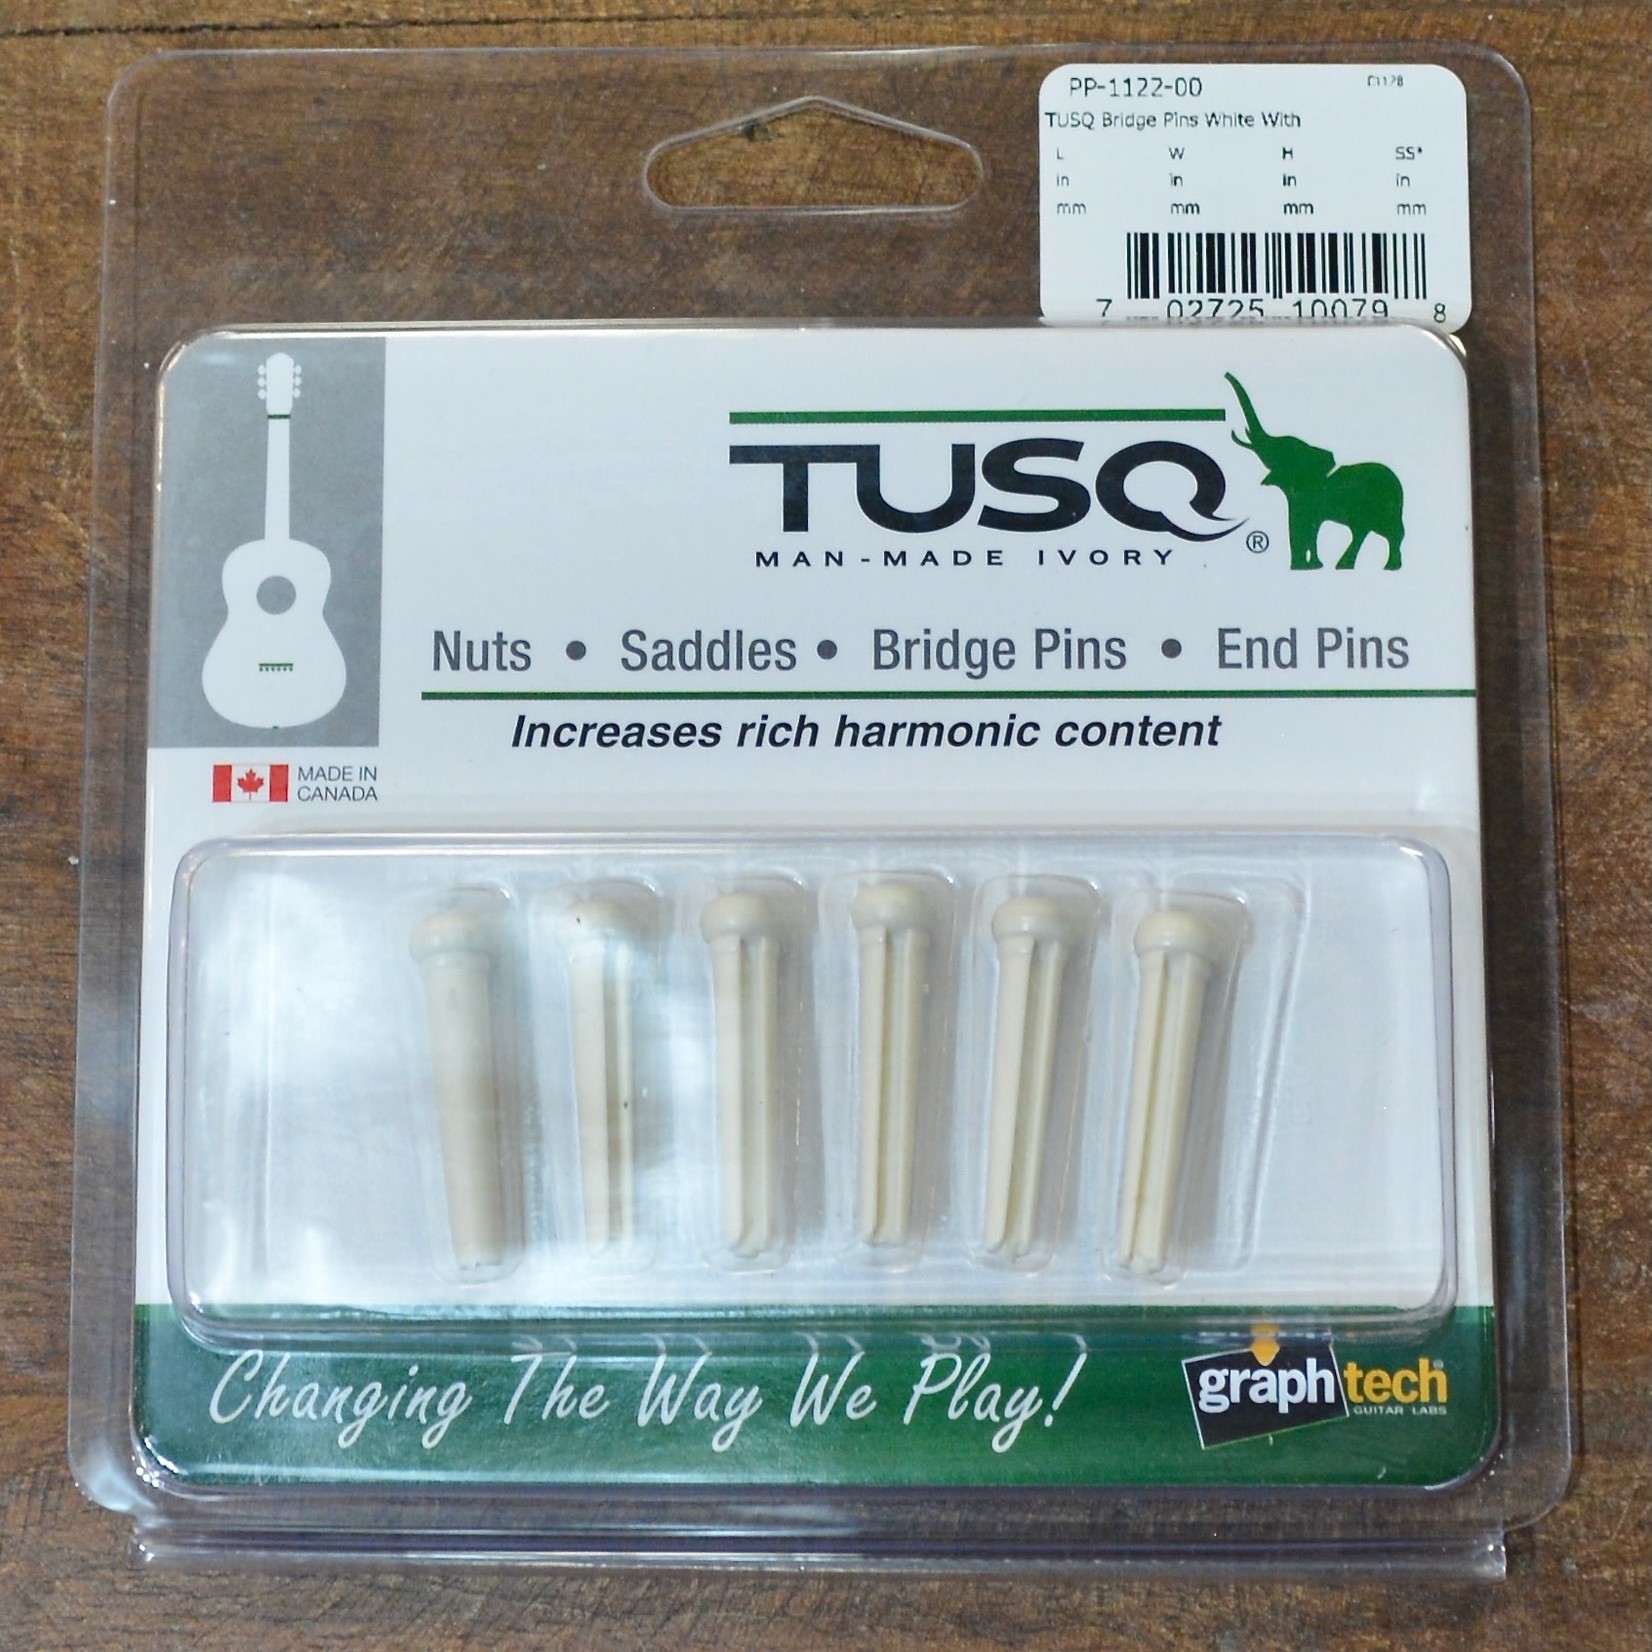 PP-1122-00
TUSQ Bridge Pins White With
L W H SS*
in in in in
mm mm mm mm
7 02725 10079 8
TUSQ®
MAN-MADE IVORY
Nuts • Saddles • Bridge Pins • End Pins
Increases rich harmonic content
MADE IN
CANADA
Changing The Way We Play!
graphtech
GUITAR LABS